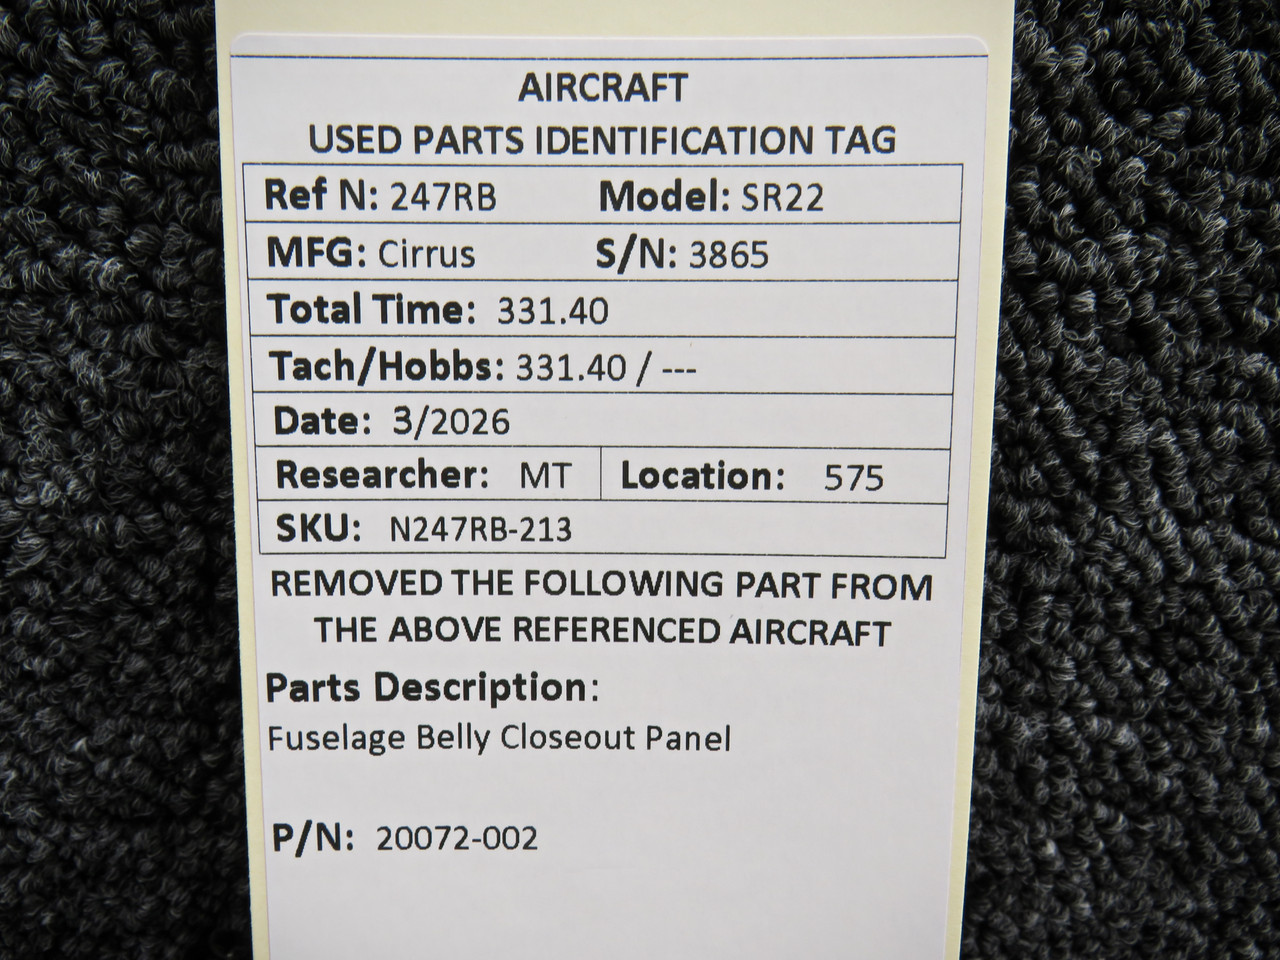 AIRCRAFT
USED PARTS IDENTIFICATION TAG
Ref N: 247RB Model: SR22
MFG: Cirrus S/N: 3865
Total Time: 331.40
Tach/Hobbs: 331.40 / ---
Date: 3/2026
Researcher: MT Location: 575
SKU: N247RB-213
REMOVED THE FOLLOWING PART FROM
THE ABOVE REFERENCED AIRCRAFT
Parts Description:
Fuselage Belly Closeout Panel
P/N: 20072-002